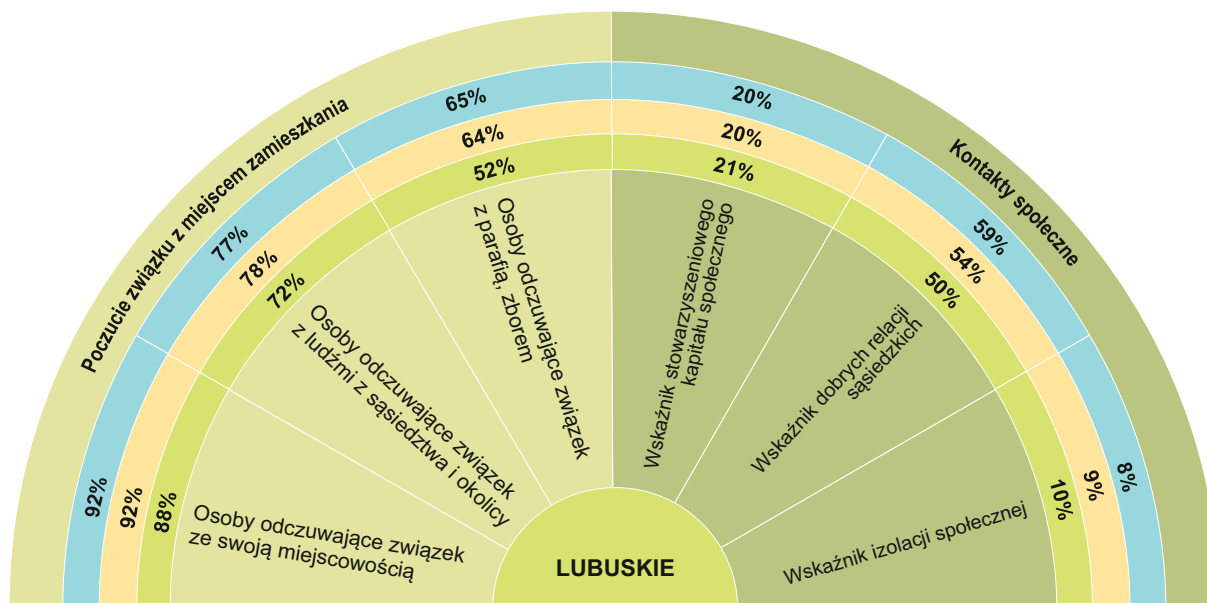 Poczucie związku z miejscem zamieszkania
Kontakty społeczne
65%
64%
52%
20%
20%
21%
77%
78%
72%
59%
54%
50%
92%
92%
88%
8%
9%
10%
Osoby odczuwające związek
z parafią, zborem
Osoby odczuwające związek
z ludźmi z sąsiedztwa i okolicy
Osoby odczuwające związek
ze swoją miejscowością
Wskaźnik stowarzyszeniowego
kapitału społecznego
Wskaźnik dobrych relacji
sąsiedzkich
Wskaźnik izolacji społecznej
LUBUSKIE